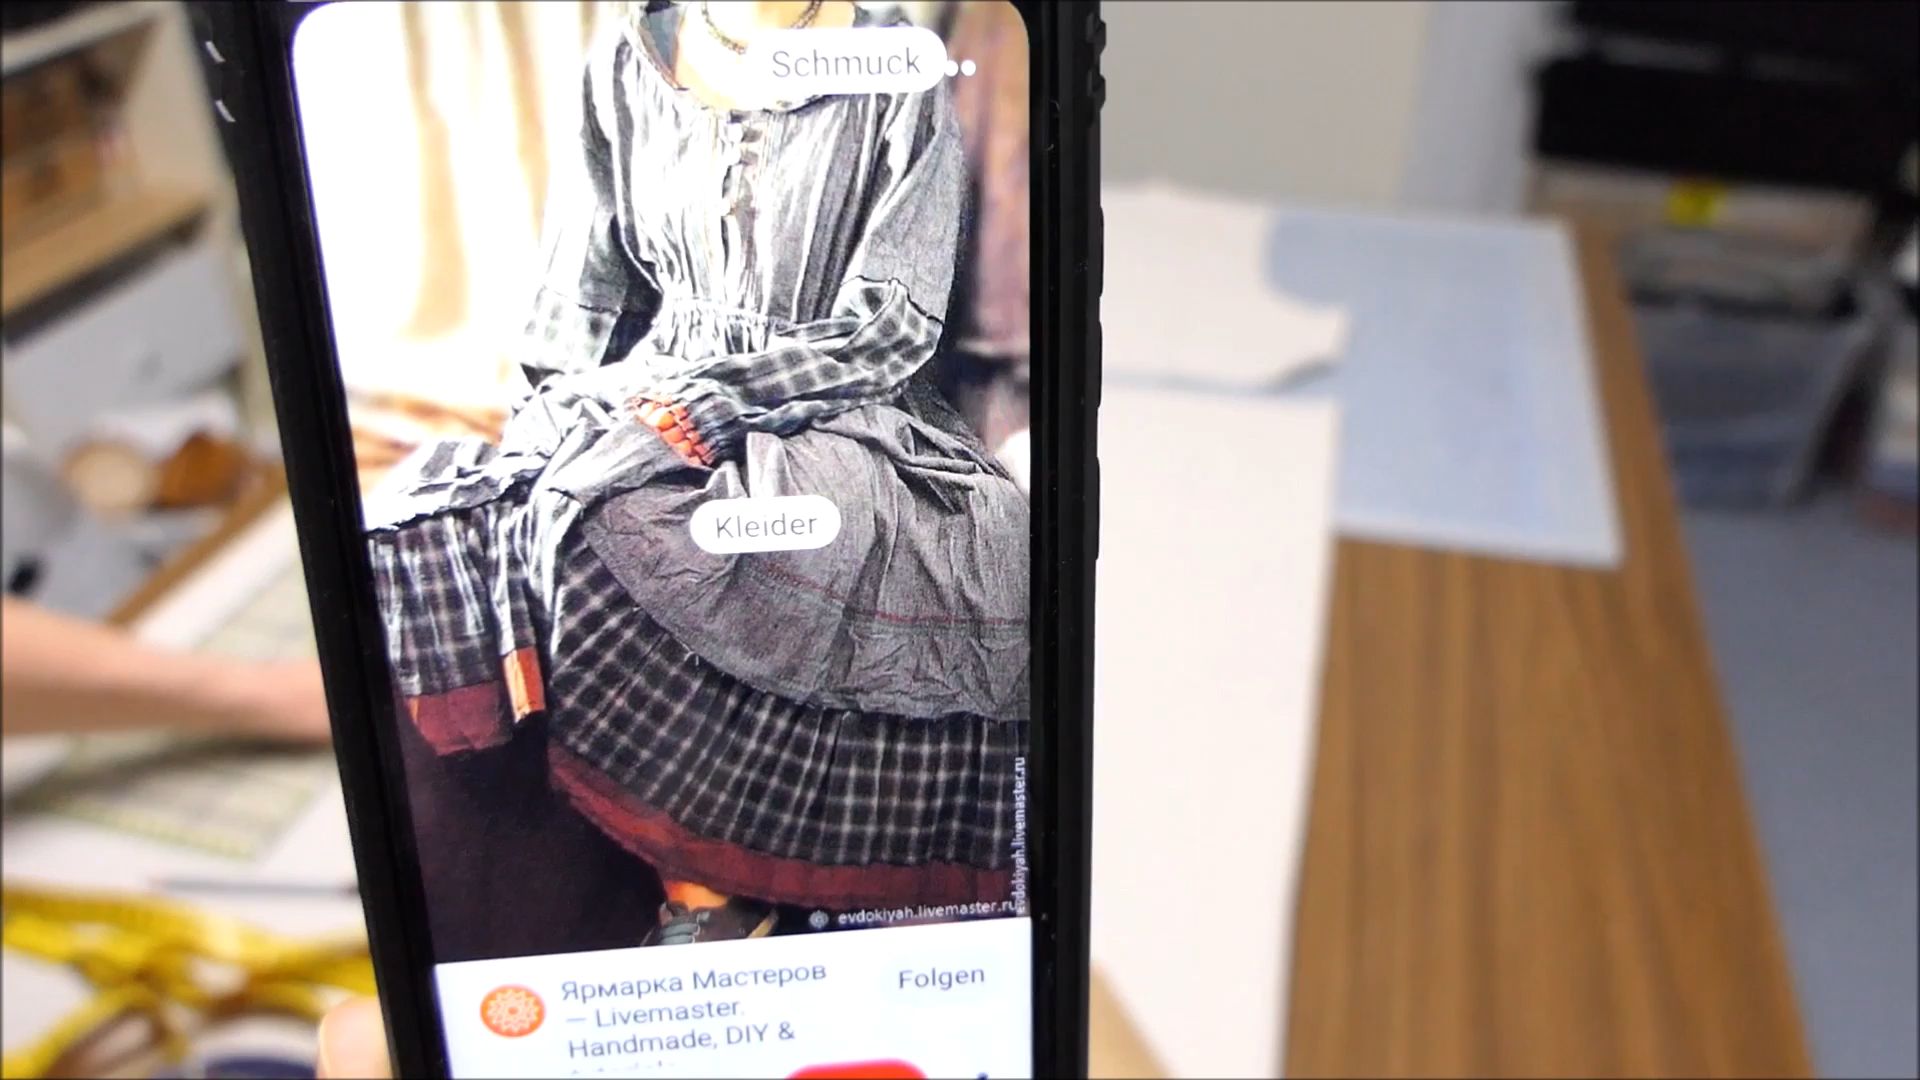 Schmuck
Kleider
evdokiyah.livemaster.ru
evdokiyah.livemaster.ru
Ярмарка Мастеров
— Livemaster.
Handmade, DIY &
Folgen